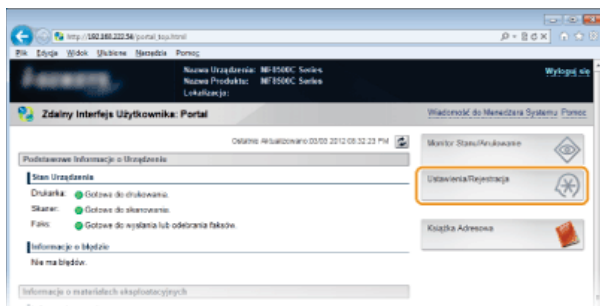 http://192.168.222.54/portal_top.html
Plik Edycja Widok Ulubione Narzędzia Pomoc
Nazwa Urządzenia: MF8500C Series
Nazwa Produktu: MF8500C Series
Lokalizacja:
Wyloguj się
Zdalny Interfejs Użytkownika: Portal
Wiadomość do Menedżera Systemu Pomoc
Ostatnio Aktualizowano:03/03 2012 08:32:23 PM
Podstawowe Informacje o Urządzeniu
Stan Urządzenia
Drukarka: Gotowe do drukowania.
Skaner: Gotowe do skanowania.
Faks: Gotowe do wysłania lub odebrania faksów.
Informacje o błędzie
Nie ma błędów.
Informacje o materiałach eksploatacyjnych
Monitor Stanu/Anulowanie
Ustawienia/Rejestracja
Książka Adresowa